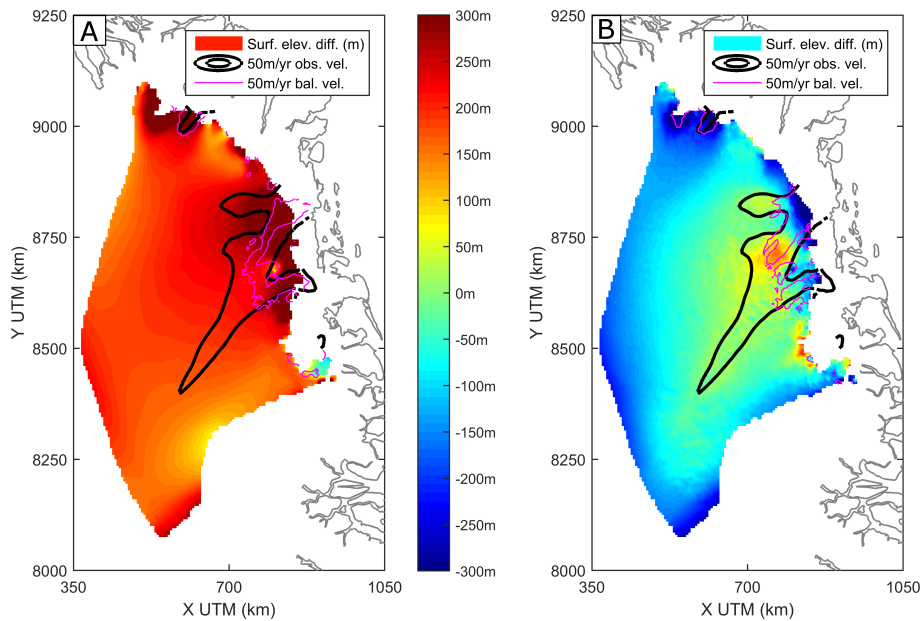 A
Surf. elev. diff. (m)
50m/yr obs. vel.
50m/yr bal. vel.
9250
9000
8750
8500
8250
8000
350
700
1050
X UTM (km)
Y UTM (km)
300m
250m
200m
150m
100m
50m
0m
-50m
-100m
-150m
-200m
-250m
-300m
B
Surf. elev. diff. (m)
50m/yr obs. vel.
50m/yr bal. vel.
9250
9000
8750
8500
8250
8000
350
700
1050
X UTM (km)
Y UTM (km)